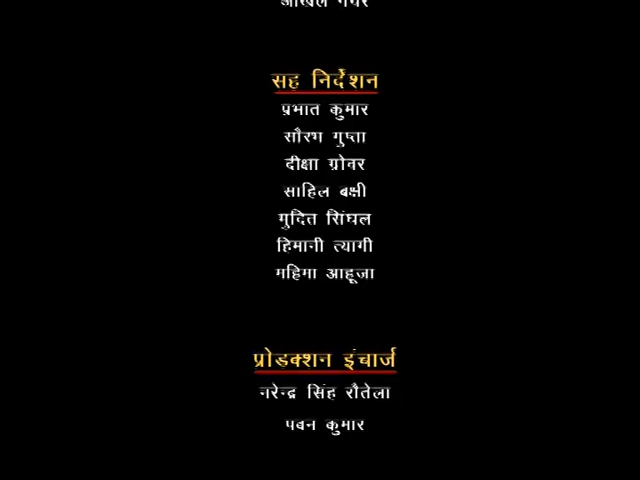 सह निर्देशन
प्रभात कुमार
सौरभ गुप्ता
दीक्षा ग्रोवर
साहिल बक्षी
मुदित सिंघल
हिमानी त्यागी
महिमा आहूजा
प्रोडक्शन इंचार्ज
नरेन्द्र सिंह रौतेला
पवन कुमार